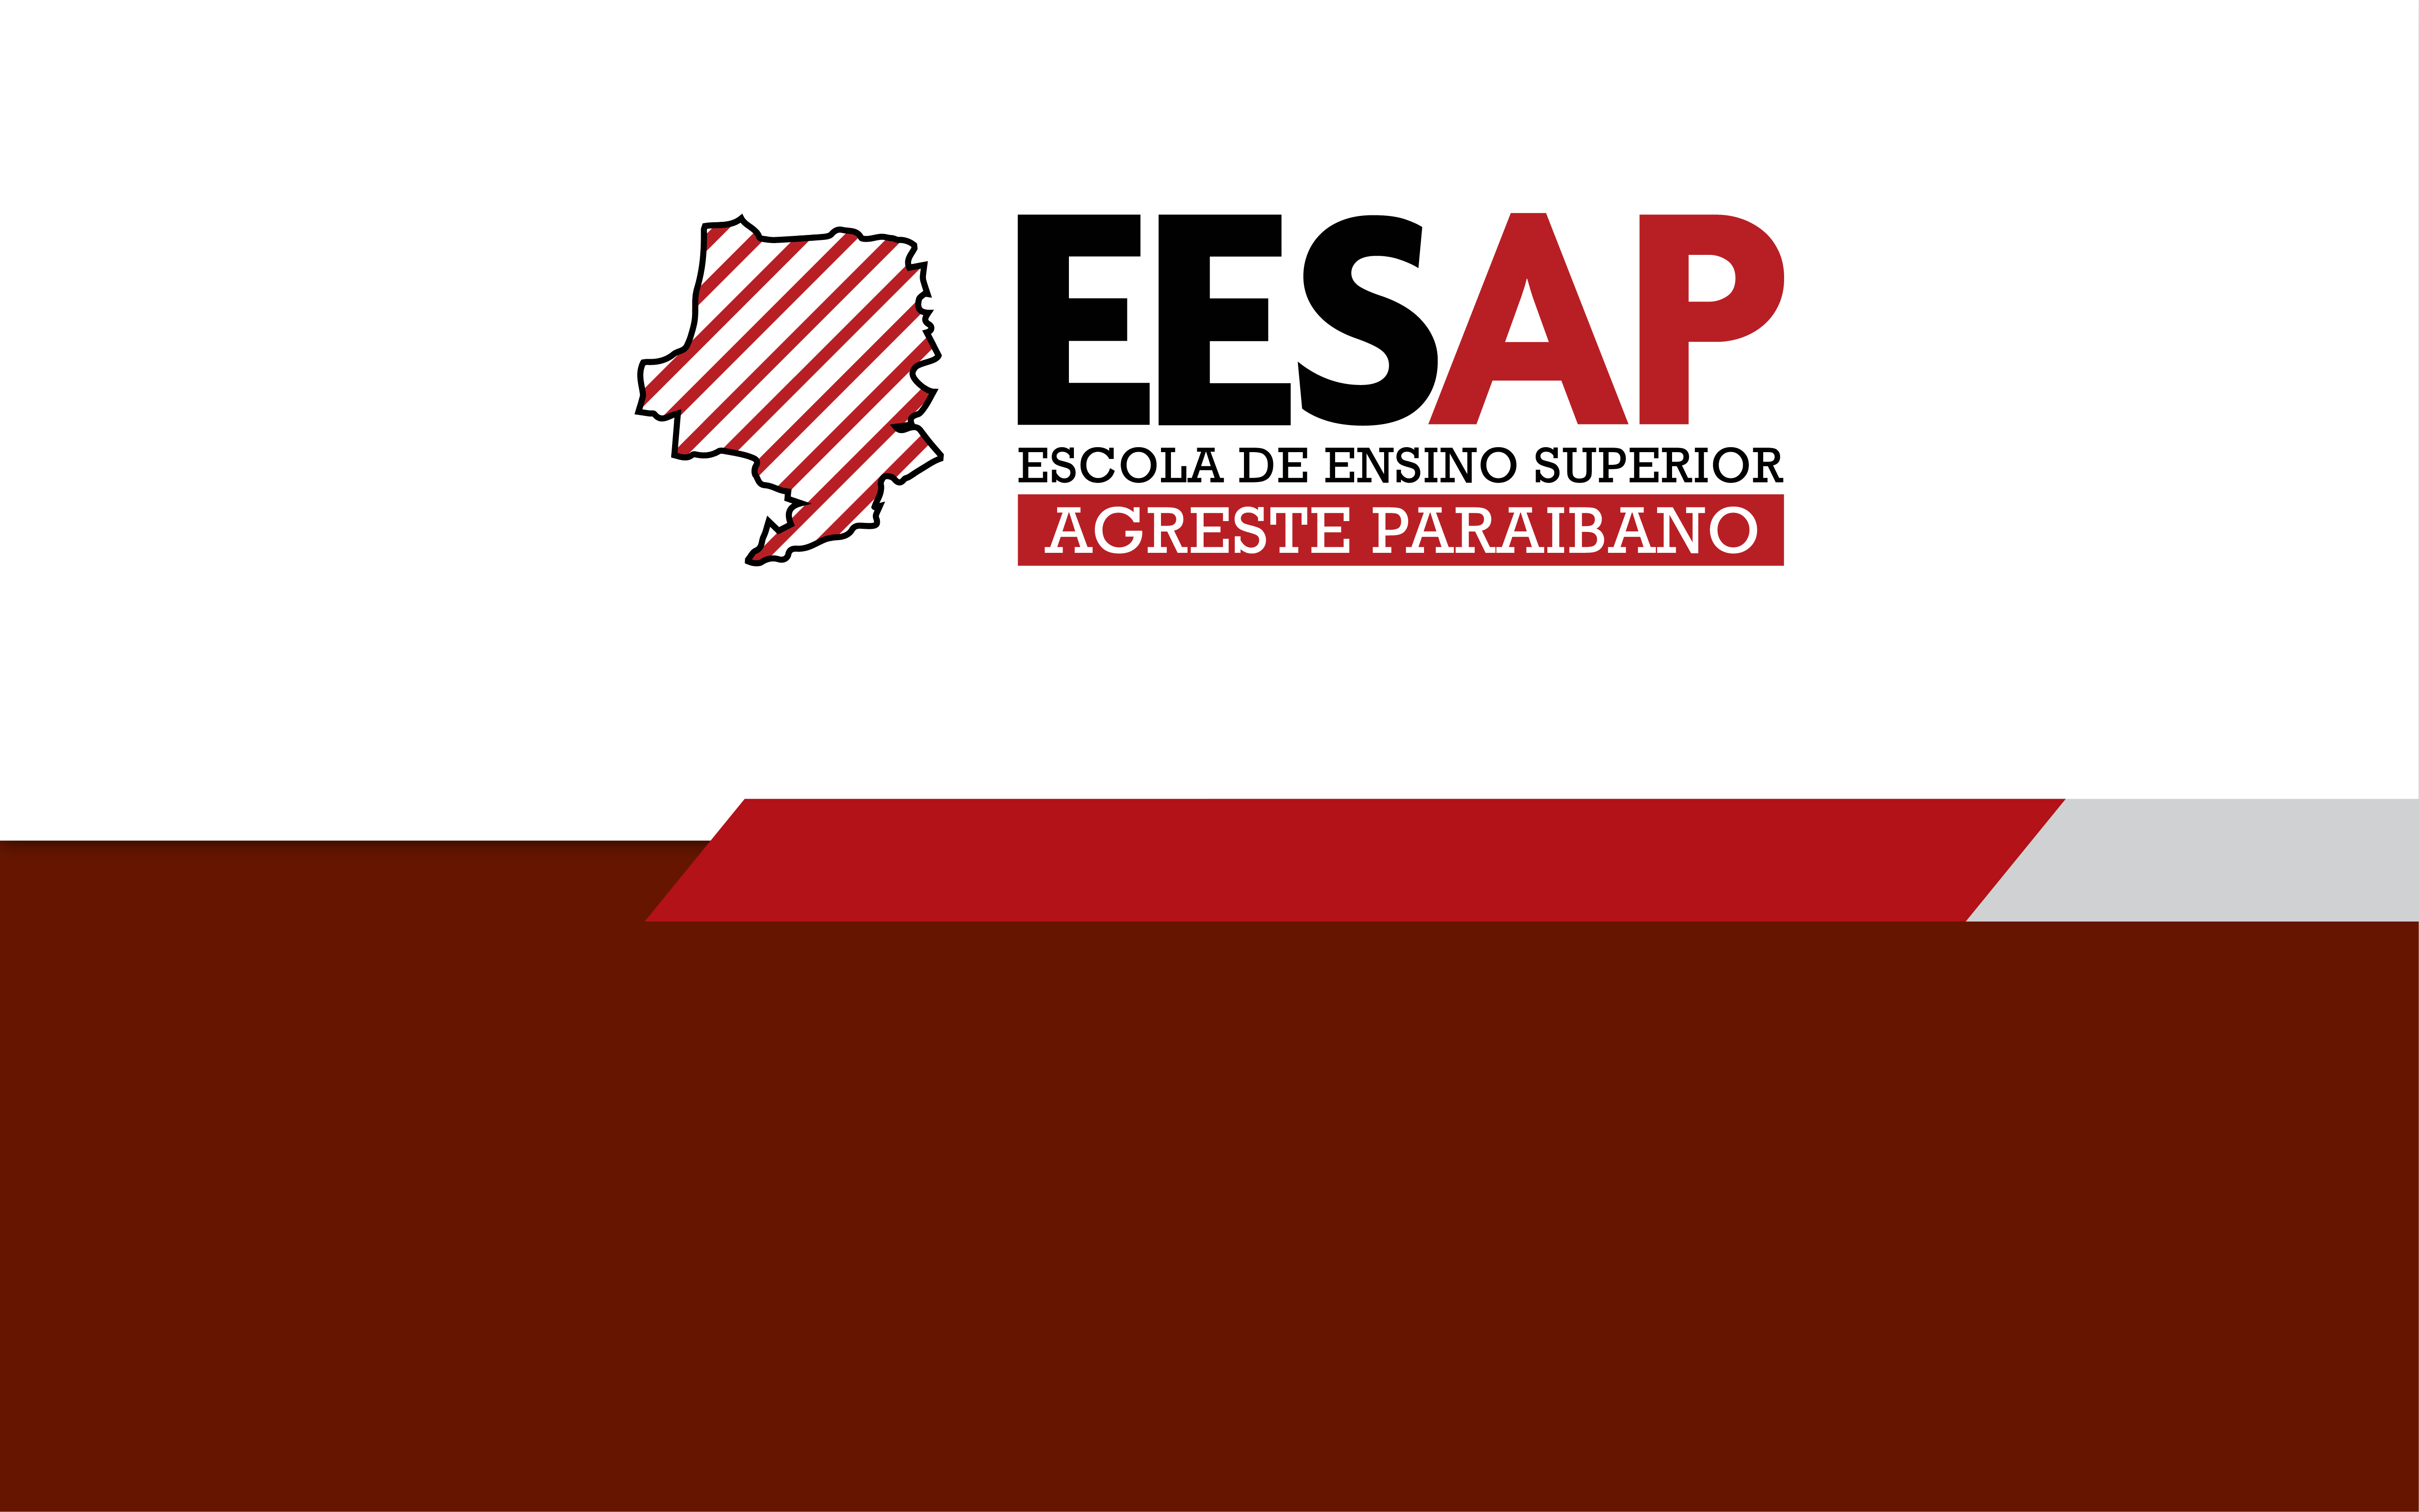 EESAP
ESCOLA DE ENSINO SUPERIOR
AGRESTE PARAIBANO